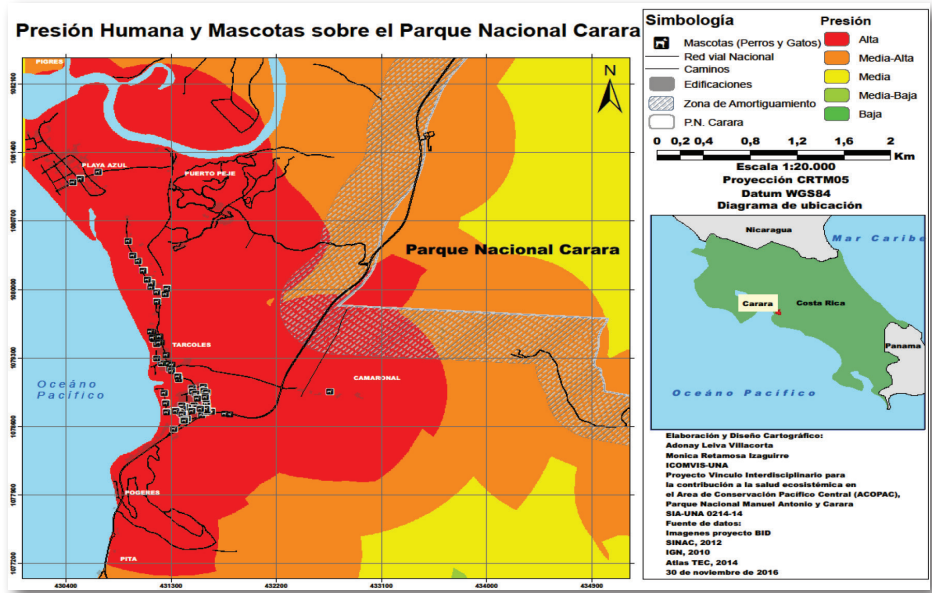 Presión Humana y Mascotas sobre el Parque Nacional Carara
PIGRES
PLAYA AZUL
PUERTO PEJE
Parque Nacional Carara
TARCOLES
CAMARONAL
Oceáno
Pacífico
POGERES
PITA
N
430400
431300
432200
433100
434000
434900
1080700
1080000
1079300
1078600
1077200
Simbología
Mascotas (Perros y Gatos)
Red vial Nacional
Caminos
Edificaciones
Zona de Amortiguamiento
P.N. Carara
Presión
Alta
Media-Alta
Media
Media-Baja
Baja
0 0,2 0,4 0,8 1,2 1,6 2
Km
Escala 1:20.000
Proyección CRTM05
Datum WGS84
Diagrama de ubicación
Nicaragua
Mar Caribe
Carara
Costa Rica
Panama
Oceáno Pacífico
Elaboración y Diseño Cartográfico:
Adonay Leiva Villacorta
Monica Retamosa Izaguirre
ICOMVIS-UNA
Proyecto Vínculo Interdisciplinario para
la contribución a la salud ecosistémica en
el Area de Conservación Pacífico Central (ACOPAC),
Parque Nacional Manuel Antonio y Carara
SIA-UNA 0214-14
Fuente de datos:
Imagenes proyecto BID
SINAC, 2012
IGN, 2010
Atlas TEC, 2014
30 de noviembre de 2016